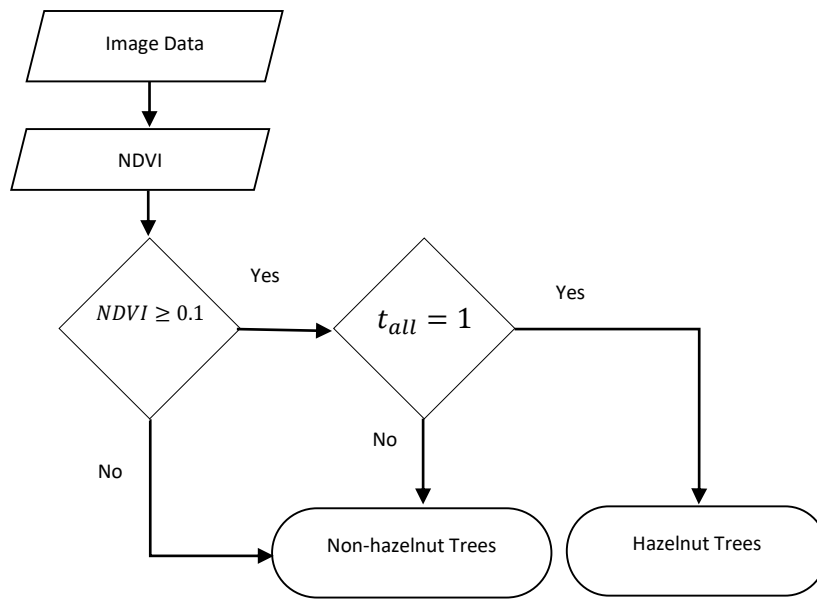 Image Data
NDVI
NDVI ≥ 0.1
Yes
t_all = 1
Yes
No
No
Non-hazelnut Trees
Hazelnut Trees